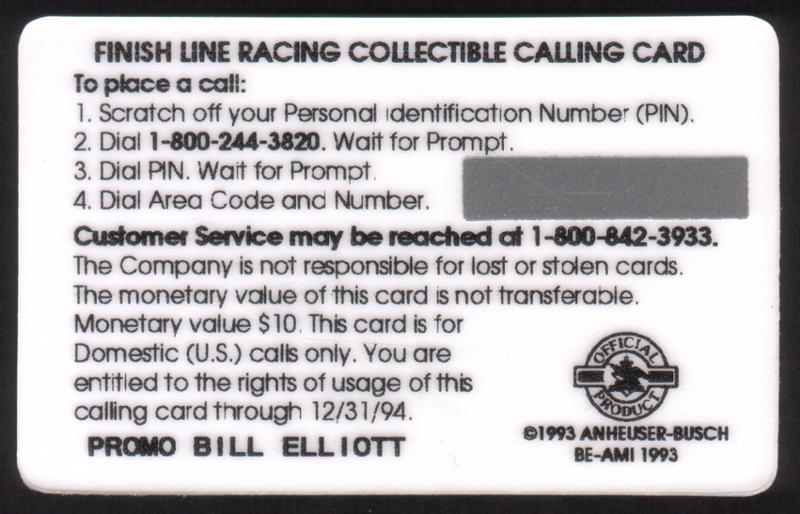 FINISH LINE RACING COLLECTIBLE CALLING CARD
To place a call:
1. Scratch off your Personal Identification Number (PIN).
2. Dial 1-800-244-3820. Wait for Prompt.
3. Dial PIN. Wait for Prompt.
4. Dial Area Code and Number.
Customer Service may be reached at 1-800-842-3933.
The Company is not responsible for lost or stolen cards.
The monetary value of this card is not transferable.
Monetary value $10. This card is for
Domestic (U.S.) calls only. You are
entitled to the rights of usage of this
calling card through 12/31/94.
PROMO BILL ELLIOTT
OFFICIAL
PRODUCT
©1993 ANHEUSER-BUSCH
BE-AMI 1993